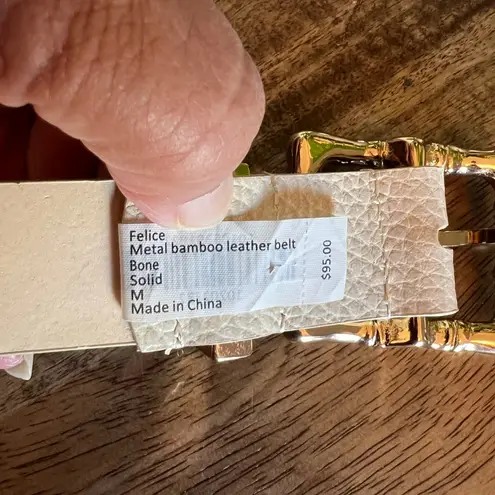 Felice
Metal bamboo leather belt
Bone
Solid
M
Made in China
$95.00